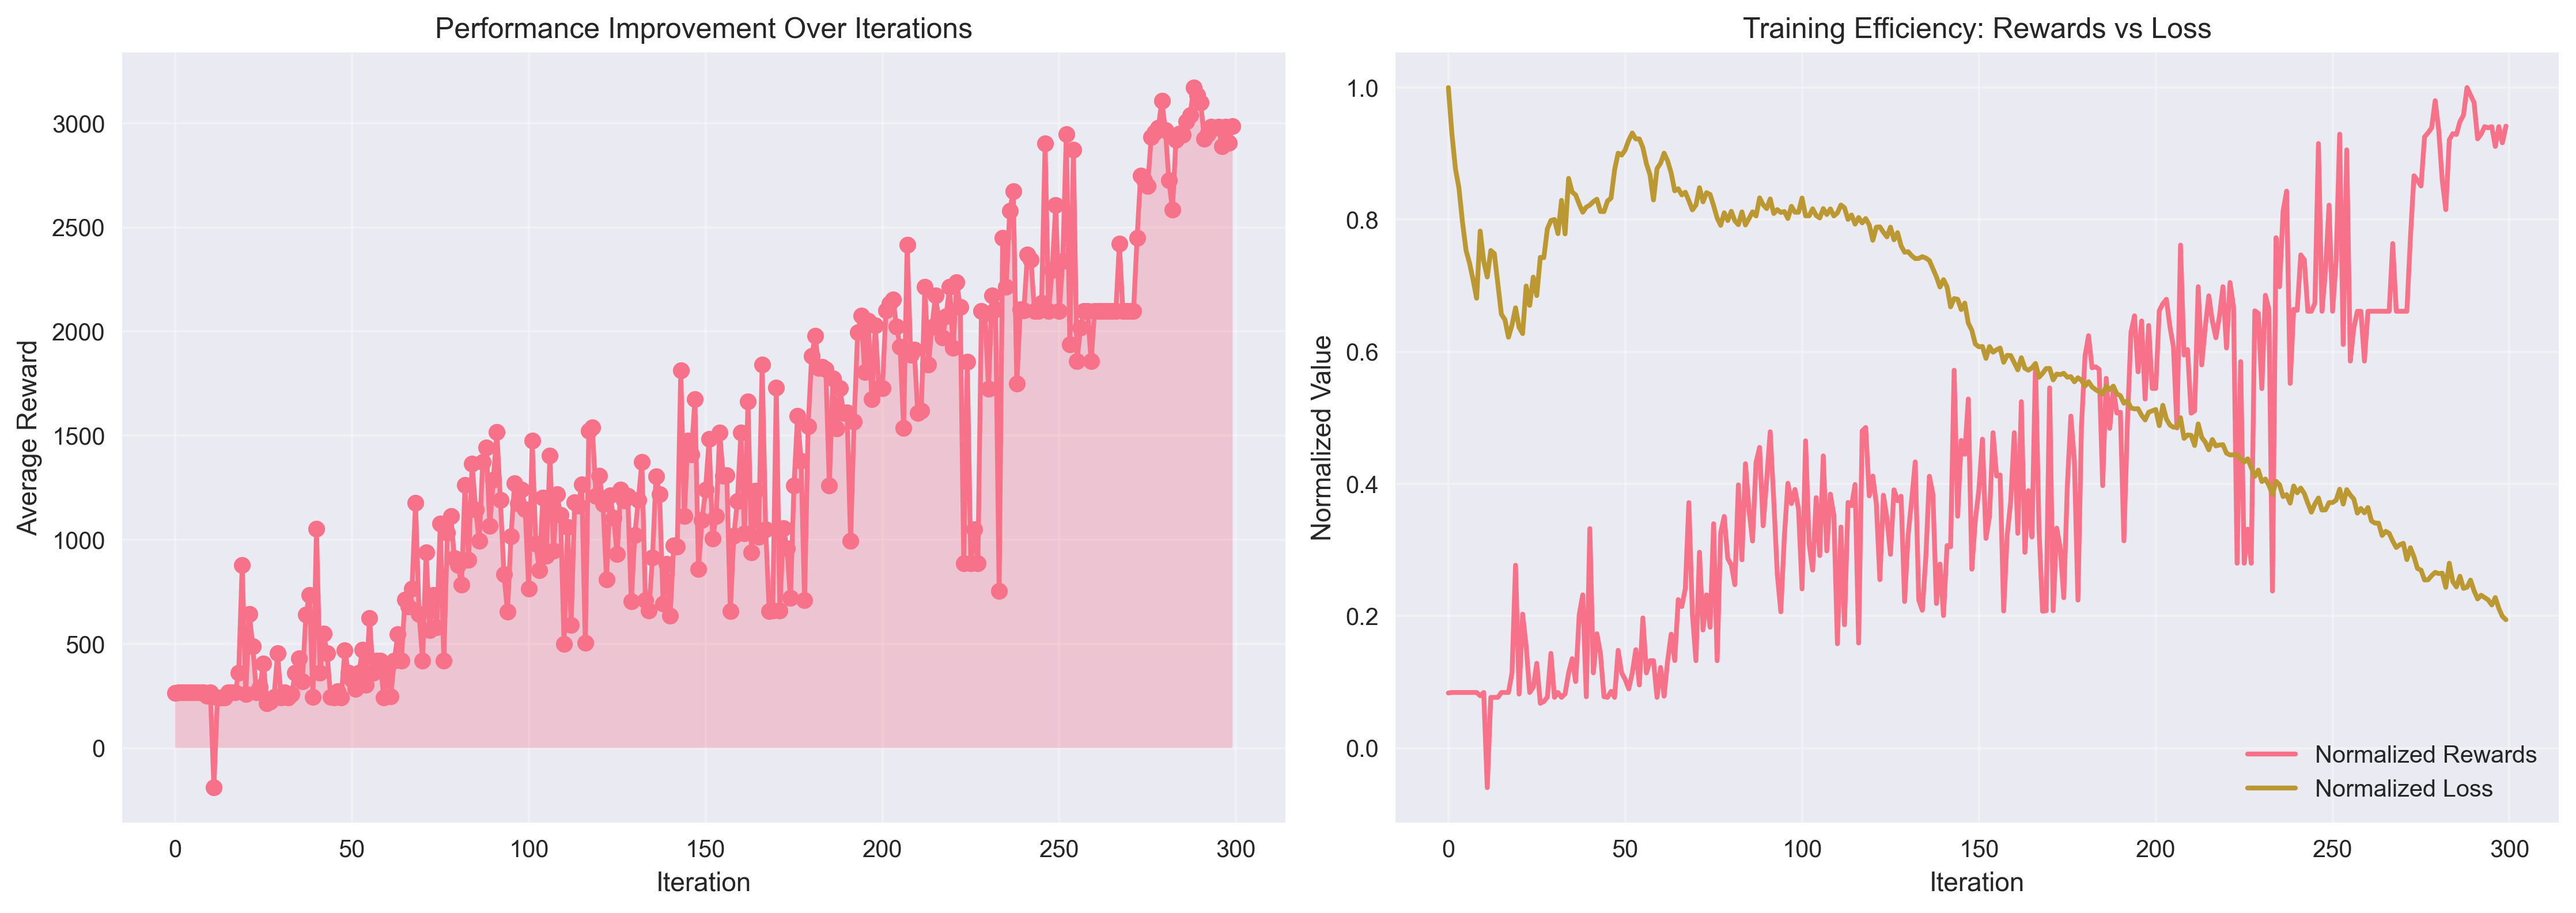 Performance Improvement Over Iterations
Average Reward
3000
2500
2000
1500
1000
500
0
0 50 100 150 200 250 300
Iteration
Training Efficiency: Rewards vs Loss
Normalized Value
1.0
0.8
0.6
0.4
0.2
0.0
Normalized Rewards
Normalized Loss
0 50 100 150 200 250 300
Iteration